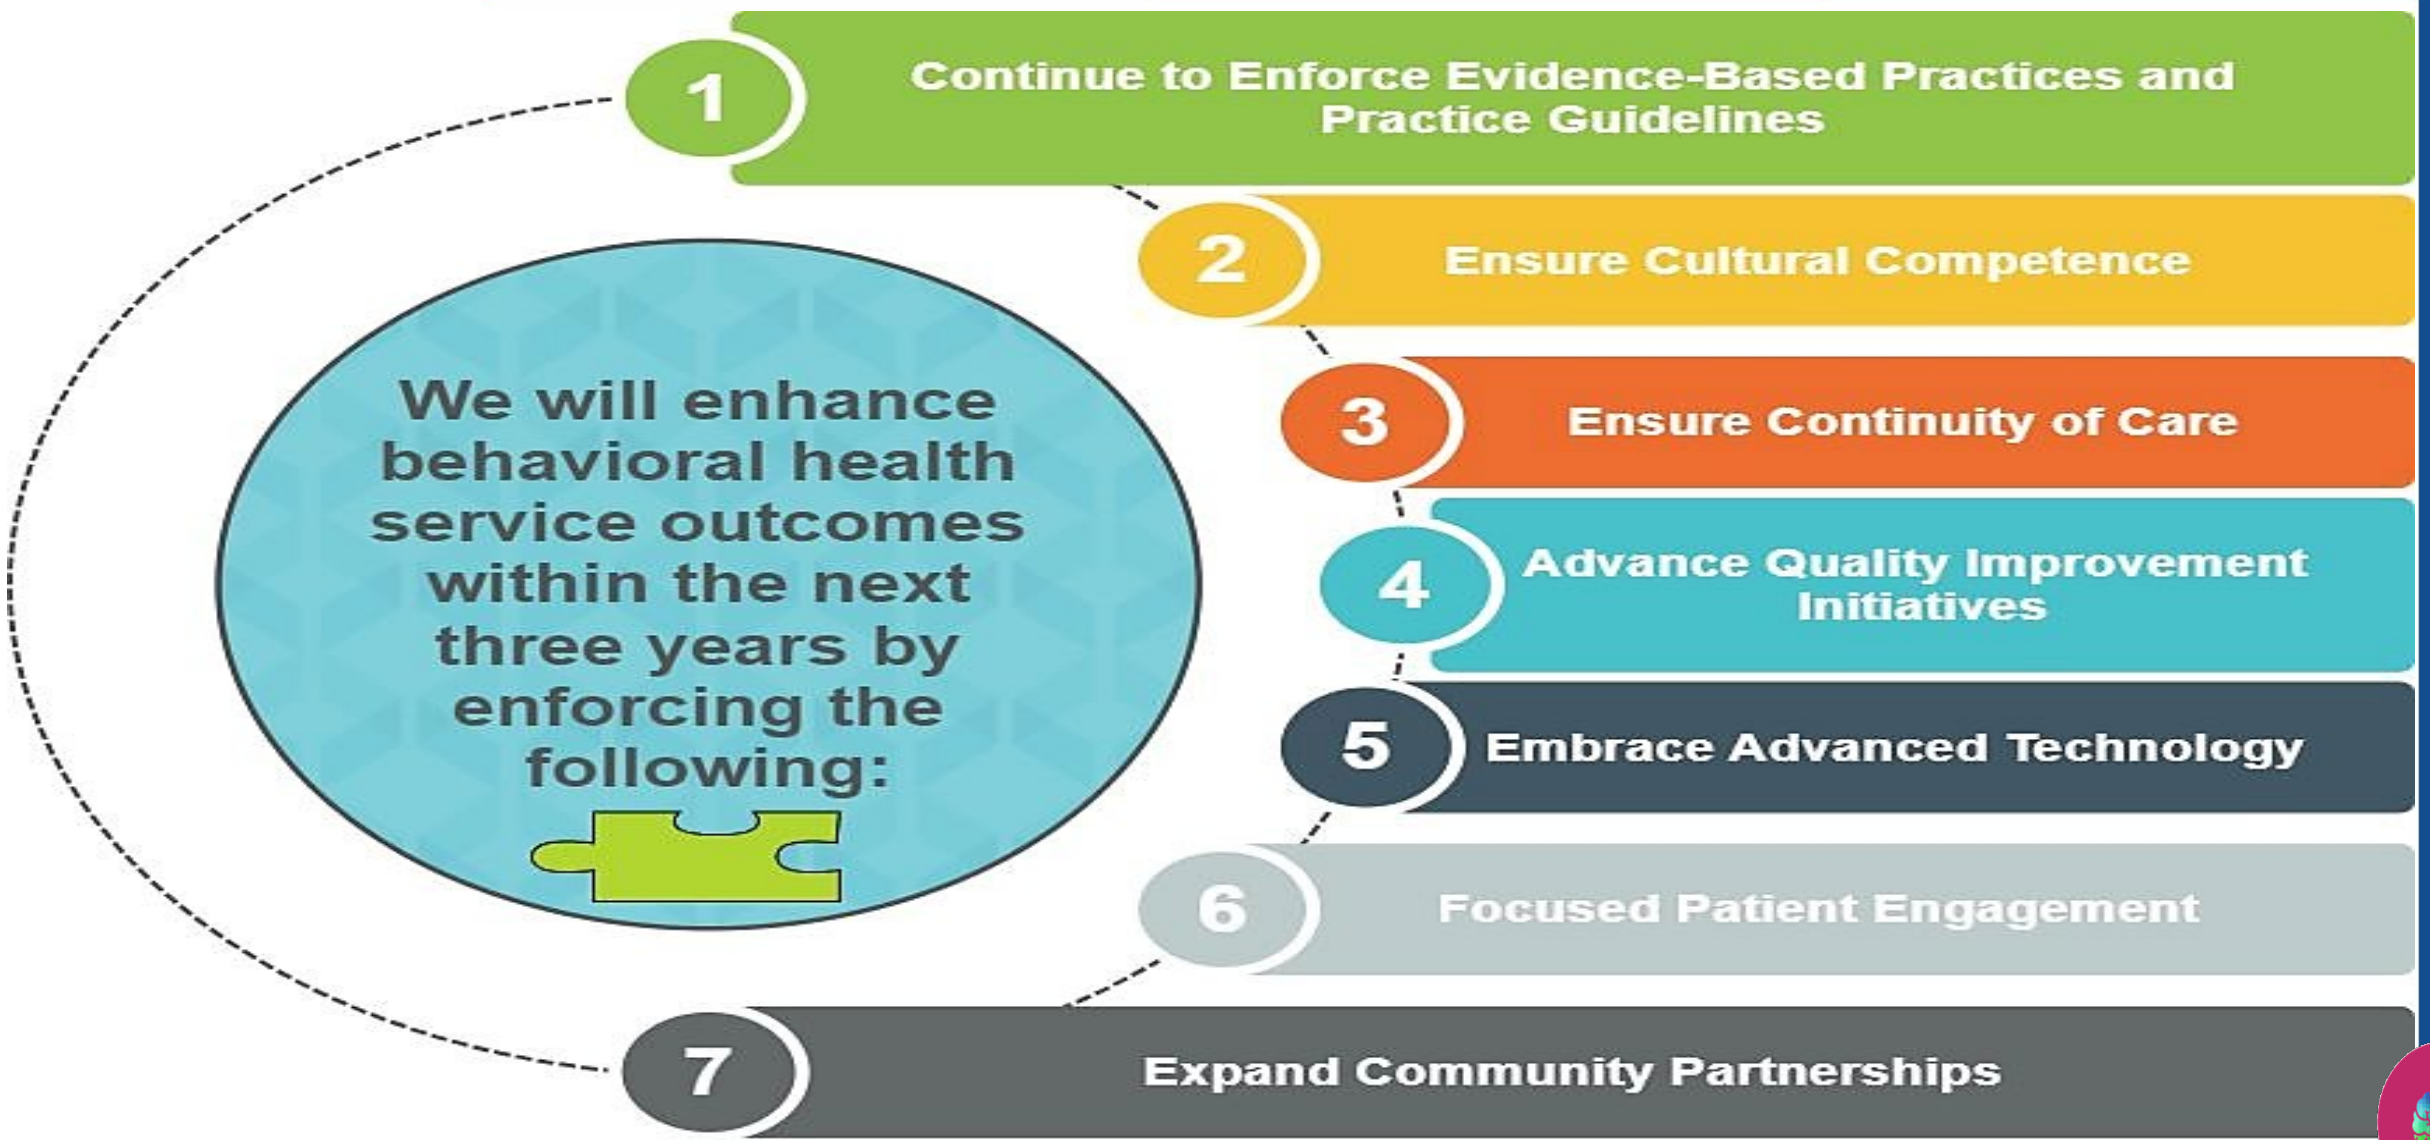 We will enhance
behavioral health
service outcomes
within the next
three years by
enforcing the
following:
1
Continue to Enforce Evidence-Based Practices and
Practice Guidelines
2
Ensure Cultural Competence
3
Ensure Continuity of Care
4
Advance Quality Improvement
Initiatives
5
Embrace Advanced Technology
6
Focused Patient Engagement
7
Expand Community Partnerships